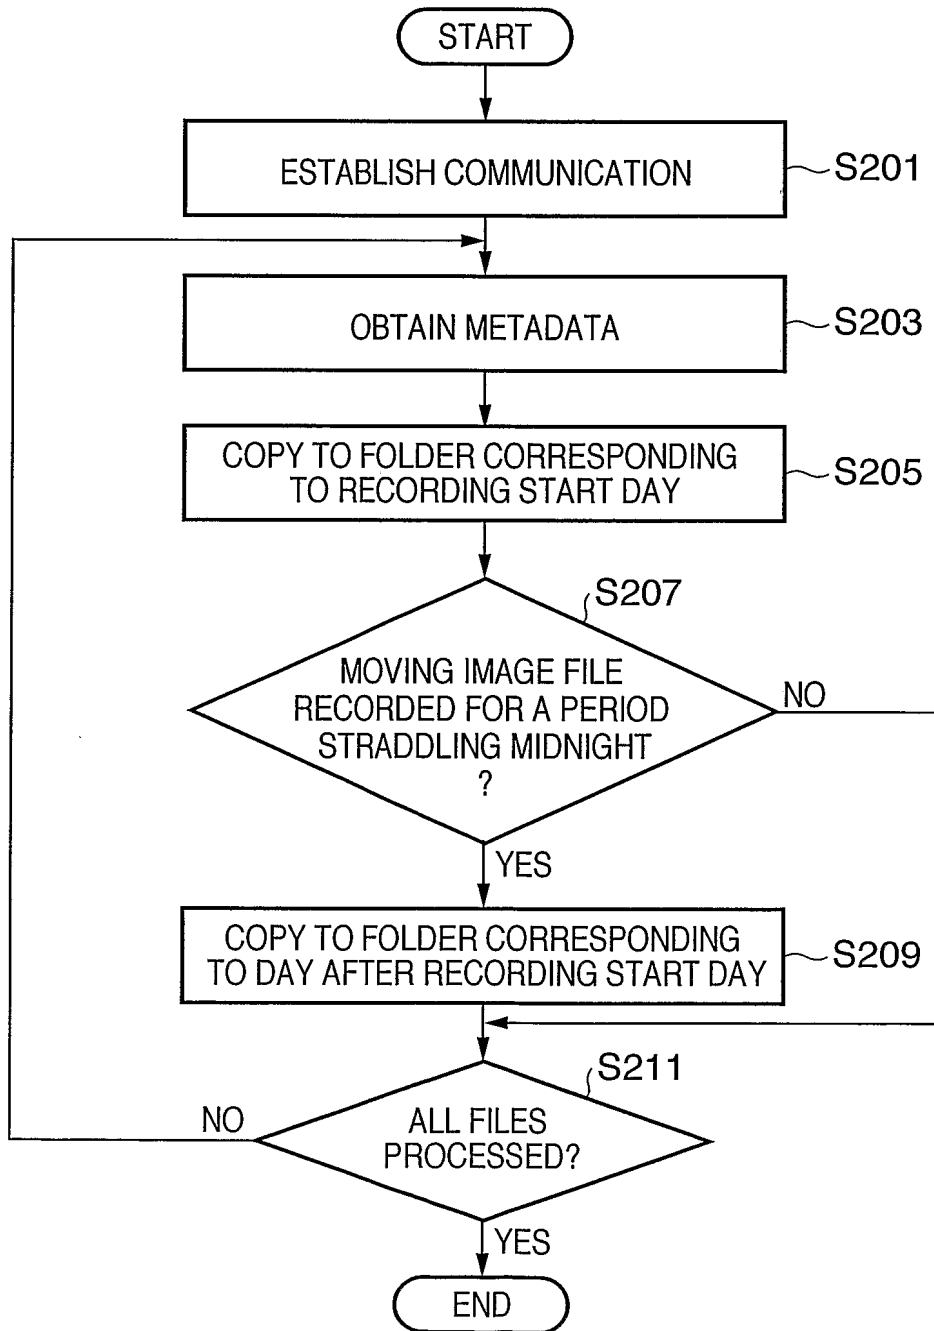 START
ESTABLISH COMMUNICATION
S201
OBTAIN METADATA
S203
COPY TO FOLDER CORRESPONDING
TO RECORDING START DAY
S205
S207
MOVING IMAGE FILE
RECORDED FOR A PERIOD
STRADDLING MIDNIGHT
?
NO
YES
COPY TO FOLDER CORRESPONDING
TO DAY AFTER RECORDING START DAY
S209
S211
NO
ALL FILES
PROCESSED?
YES
END